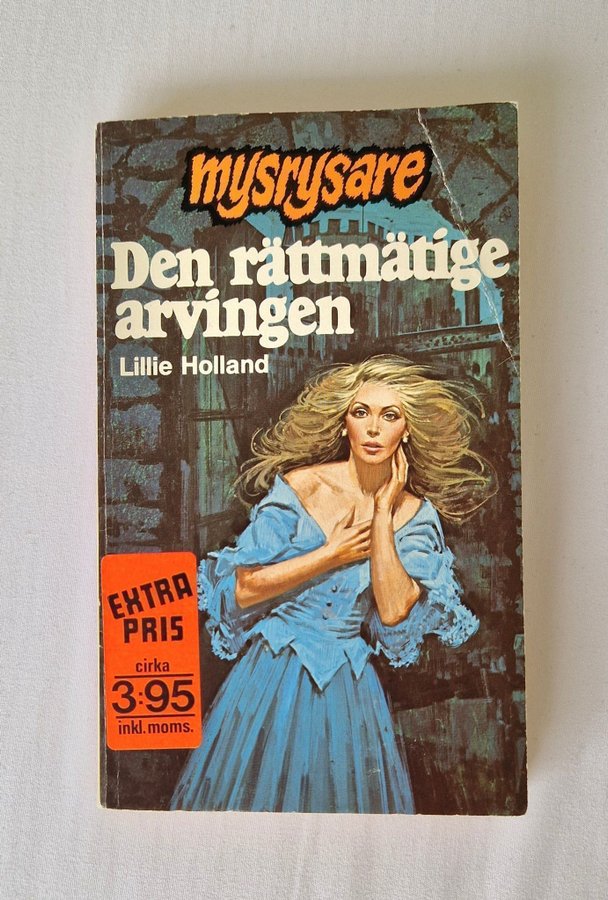 mysrysare
Den rättmätige
arvingen
Lillie Holland
EXTRA
PRIS
cirka
3:95
inkl. moms.